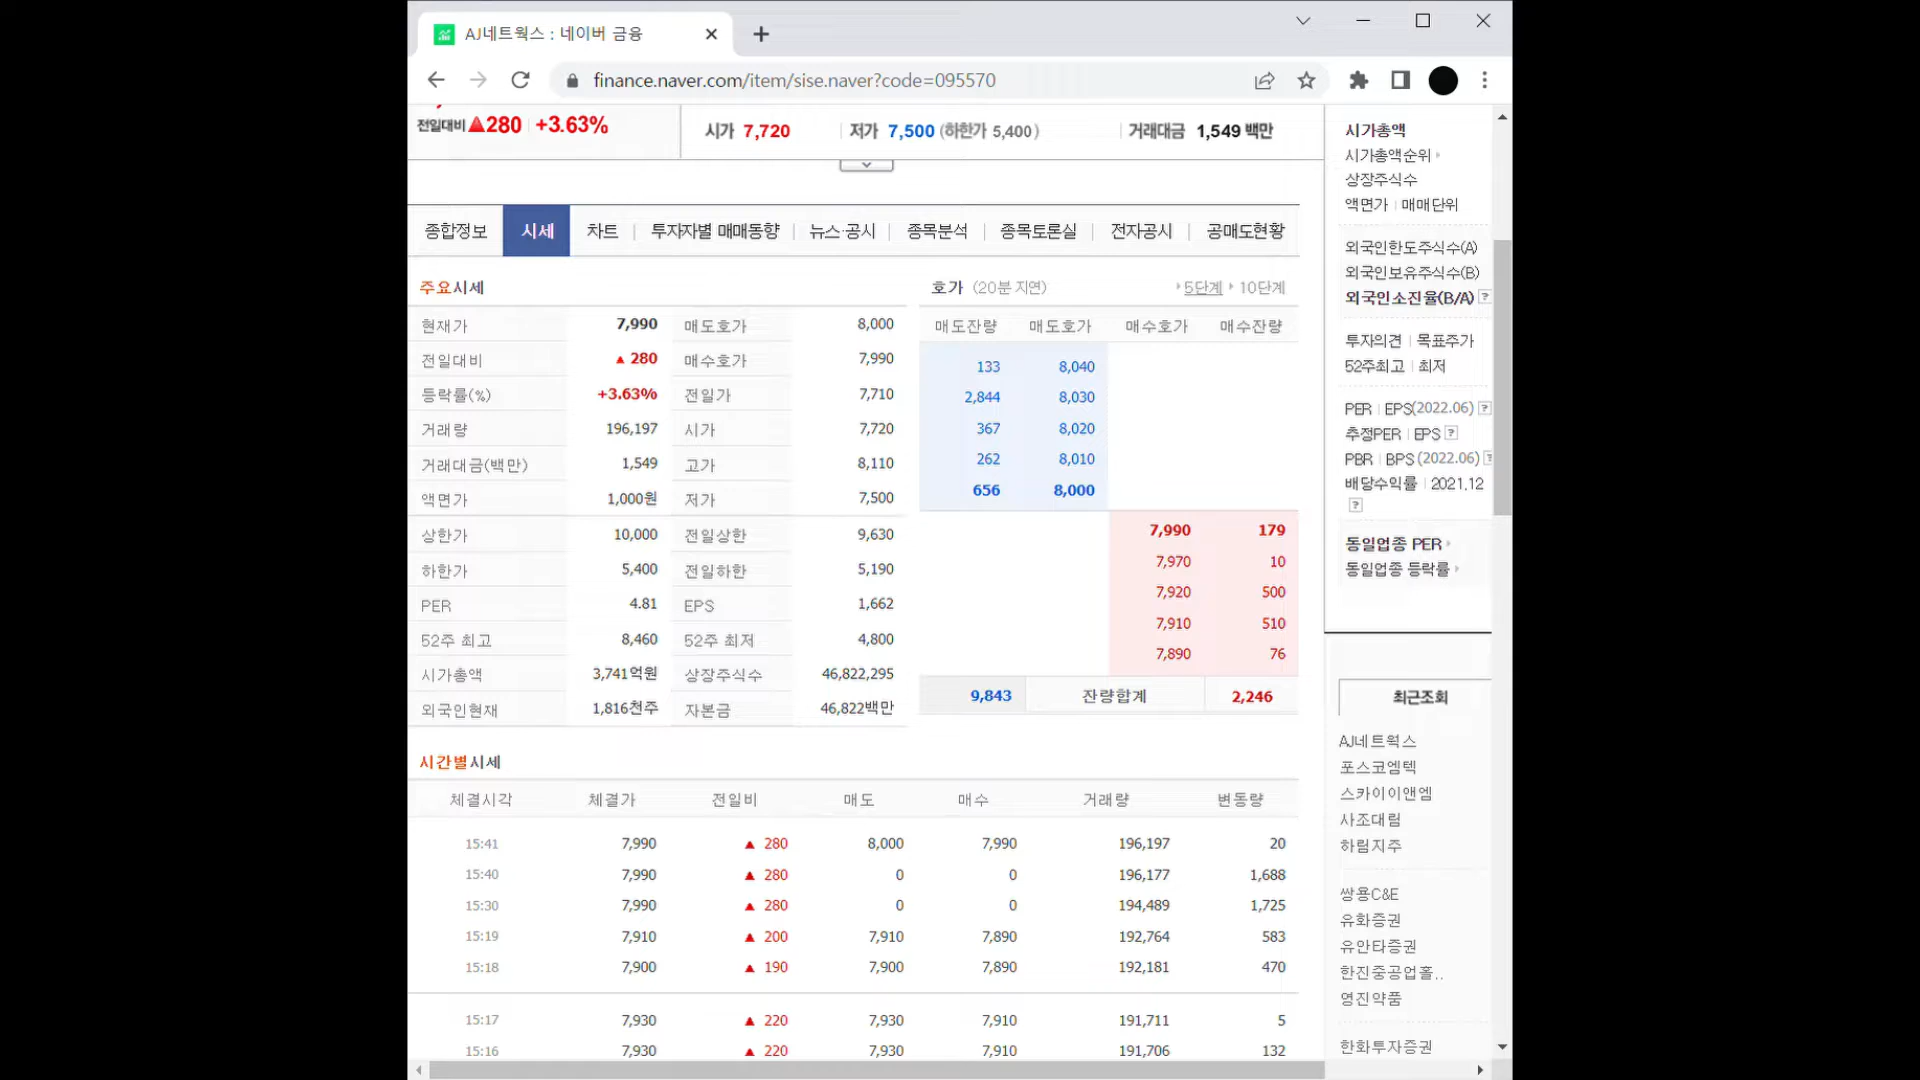 AJ네트웍스 : 네이버 금융
finance.naver.com/item/sise.naver?code=095570
전일대비 ▲280 +3.63%
시가 7,720 저가 7,500 (하한가 5,400) 거래대금 1,549 백만
종합정보 시세 차트 투자자별 매매동향 뉴스·공시 종목분석 종목토론실 전자공시 공매도현황
주요시세
현재가 7,990 매도호가 8,000
전일대비 ▲ 280 매수호가 7,990
등락률(%) +3.63% 전일가 7,710
거래량 196,197 시가 7,720
거래대금(백만) 1,549 고가 8,110
액면가 1,000원 저가 7,500
상한가 10,000 전일상한 9,630
하한가 5,400 전일하한 5,190
PER 4.81 EPS 1,662
52주 최고 8,460 52주 최저 4,800
시가총액 3,741억원 상장주식수 46,822,295
외국인현재 1,816천주 자본금 46,822백만
호가 (20분 지연) 5단계 10단계
매도잔량 매도호가 매수호가 매수잔량
133 8,040
2,844 8,030
367 8,020
262 8,010
656 8,000
7,990 179
7,970 10
7,920 500
7,910 510
7,890 76
9,843 잔량합계 2,246
시간별시세
체결시각 체결가 전일비 매도 매수 거래량 변동량
15:41 7,990 ▲ 280 8,000 7,990 196,197 20
15:40 7,990 ▲ 280 0 0 196,177 1,688
15:30 7,990 ▲ 280 0 0 194,489 1,725
15:19 7,910 ▲ 200 7,910 7,890 192,764 583
15:18 7,900 ▲ 190 7,900 7,890 192,181 470
15:17 7,930 ▲ 220 7,930 7,910 191,711 5
15:16 7,930 ▲ 220 7,930 7,910 191,706 132
시가총액
시가총액순위
상장주식수
액면가 | 매매단위
외국인한도주식수(A)
외국인보유주식수(B)
외국인소진율(B/A) ?
투자의견 | 목표주가
52주최고 | 최저
PER | EPS(2022.06) ?
추정PER | EPS ?
PBR | BPS (2022.06) ?
배당수익률 | 2021.12
?
동일업종 PER
동일업종 등락률
최근조회
AJ네트웍스
포스코엠텍
스카이이앤엠
사조대림
하림지주
쌍용C&E
유화증권
유안타증권
한진중공업홀..
영진약품
한화투자증권